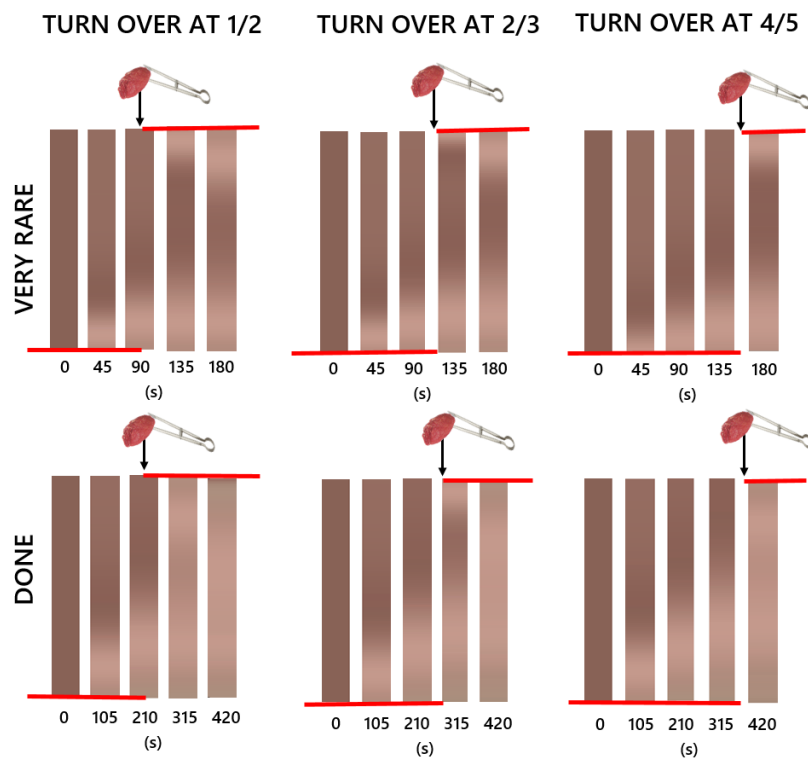 TURN OVER AT 1/2 TURN OVER AT 2/3 TURN OVER AT 4/5
VERY RARE
0 45 90 135 180 0 45 90 135 180 0 45 90 135 180
(s) (s) (s)
DONE
0 105 210 315 420 0 105 210 315 420 0 105 210 315 420
(s) (s) (s)